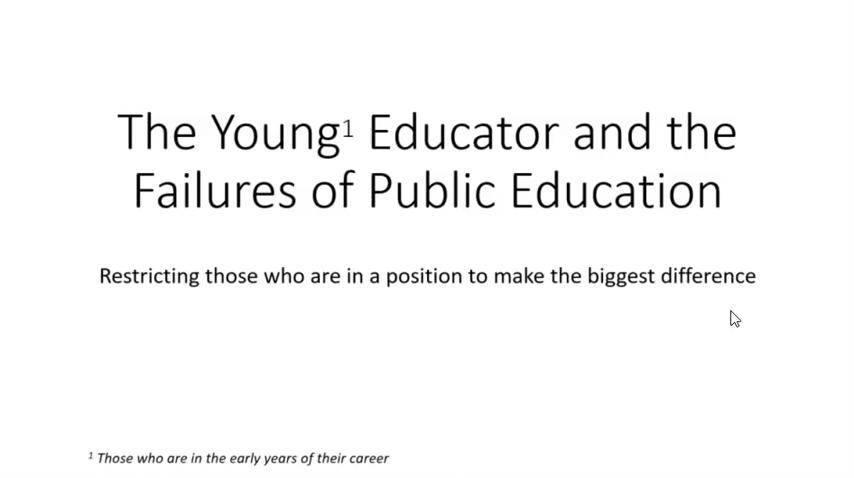 The Young¹ Educator and the
Failures of Public Education
Restricting those who are in a position to make the biggest difference
¹ Those who are in the early years of their career